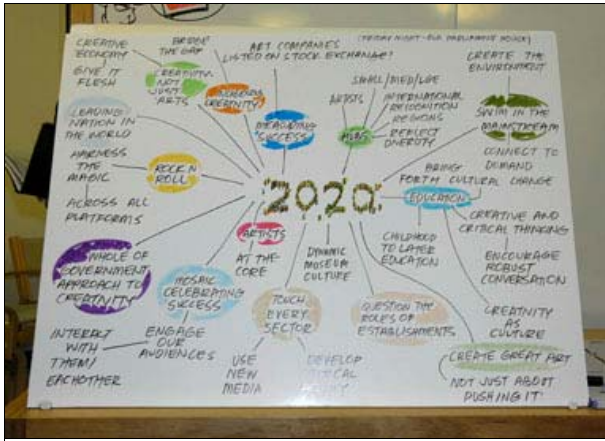 CREATIVE
ECONOMY
GIVE IT
FLESH
BRIDGE
THE GAP
CREATIVITY
NOT
JUST
ARTS
CREATIVITY
ART COMPANIES
LISTED ON STOCK EXCHANGE!
MEASURING
SUCCESS
(FRIDAY NIGHT - OLD PARLIAMENT HOUSE)
SMALL/MED/LGE
ARTISTS
INTERNATIONAL
RECOGNITION
REGIONS
REFLECT
DIVERSITY
HUBS
CREATE THE
ENVIRONMENT
SWIM IN THE
MAINSTREAM
CONNECT TO
DEMAND
LEADING
NATION IN
THE WORLD
HARNESS
THE
MAGIC
ROCK N
ROLL
ACROSS ALL
PLATFORMS
2020
BRING
FORTH CULTURAL CHANGE
EDUCATION
CREATIVE AND
CRITICAL THINKING
ENCOURAGE
ROBUST
CONVERSATION
CHILDHOOD
TO LATER
EDUCATION
CREATIVITY
AS
CULTURE
ARTISTS
AT THE
CORE
DYNAMIC
MUSEUM
CULTURE
WHOLE OF
GOVERNMENT
APPROACH TO
CREATIVITY
MOSAIC
CELEBRATING
SUCCESS
ENGAGE
OUR
AUDIENCES
INTERACT
WITH
THEM/
EACHOTHER
TOUCH
EVERY
SECTOR
USE
NEW
MEDIA
DEVELOP
QUESTION THE
ROLES OF
ESTABLISHMENTS
CREATE GREAT ART
NOT JUST ABOUT
PUSHING IT!